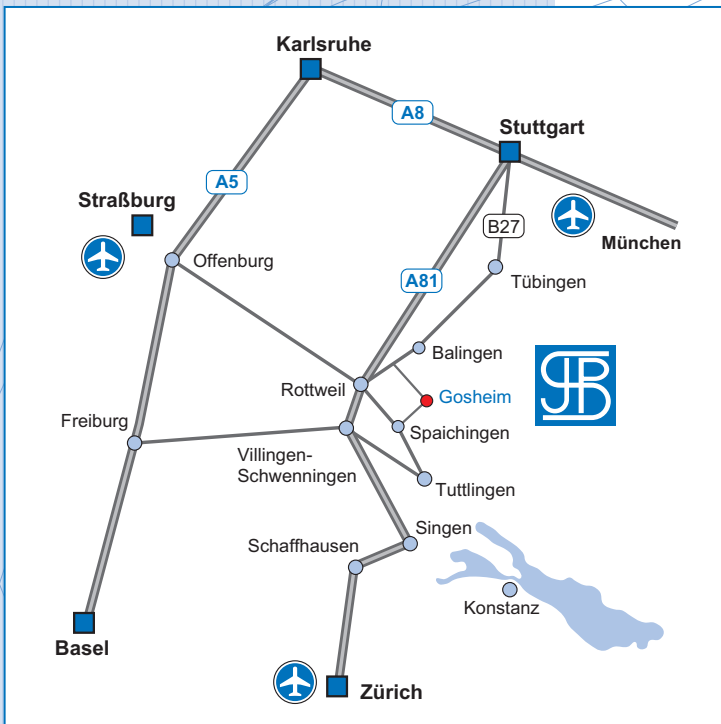 Karlsruhe
A8
Stuttgart
A5
Straßburg
B27
München
Offenburg
Tübingen
A81
Balingen
Rottweil
Gosheim
Freiburg
Spaichingen
Villingen-
Schwenningen
Tuttlingen
Singen
Schaffhausen
Konstanz
Basel
Zürich